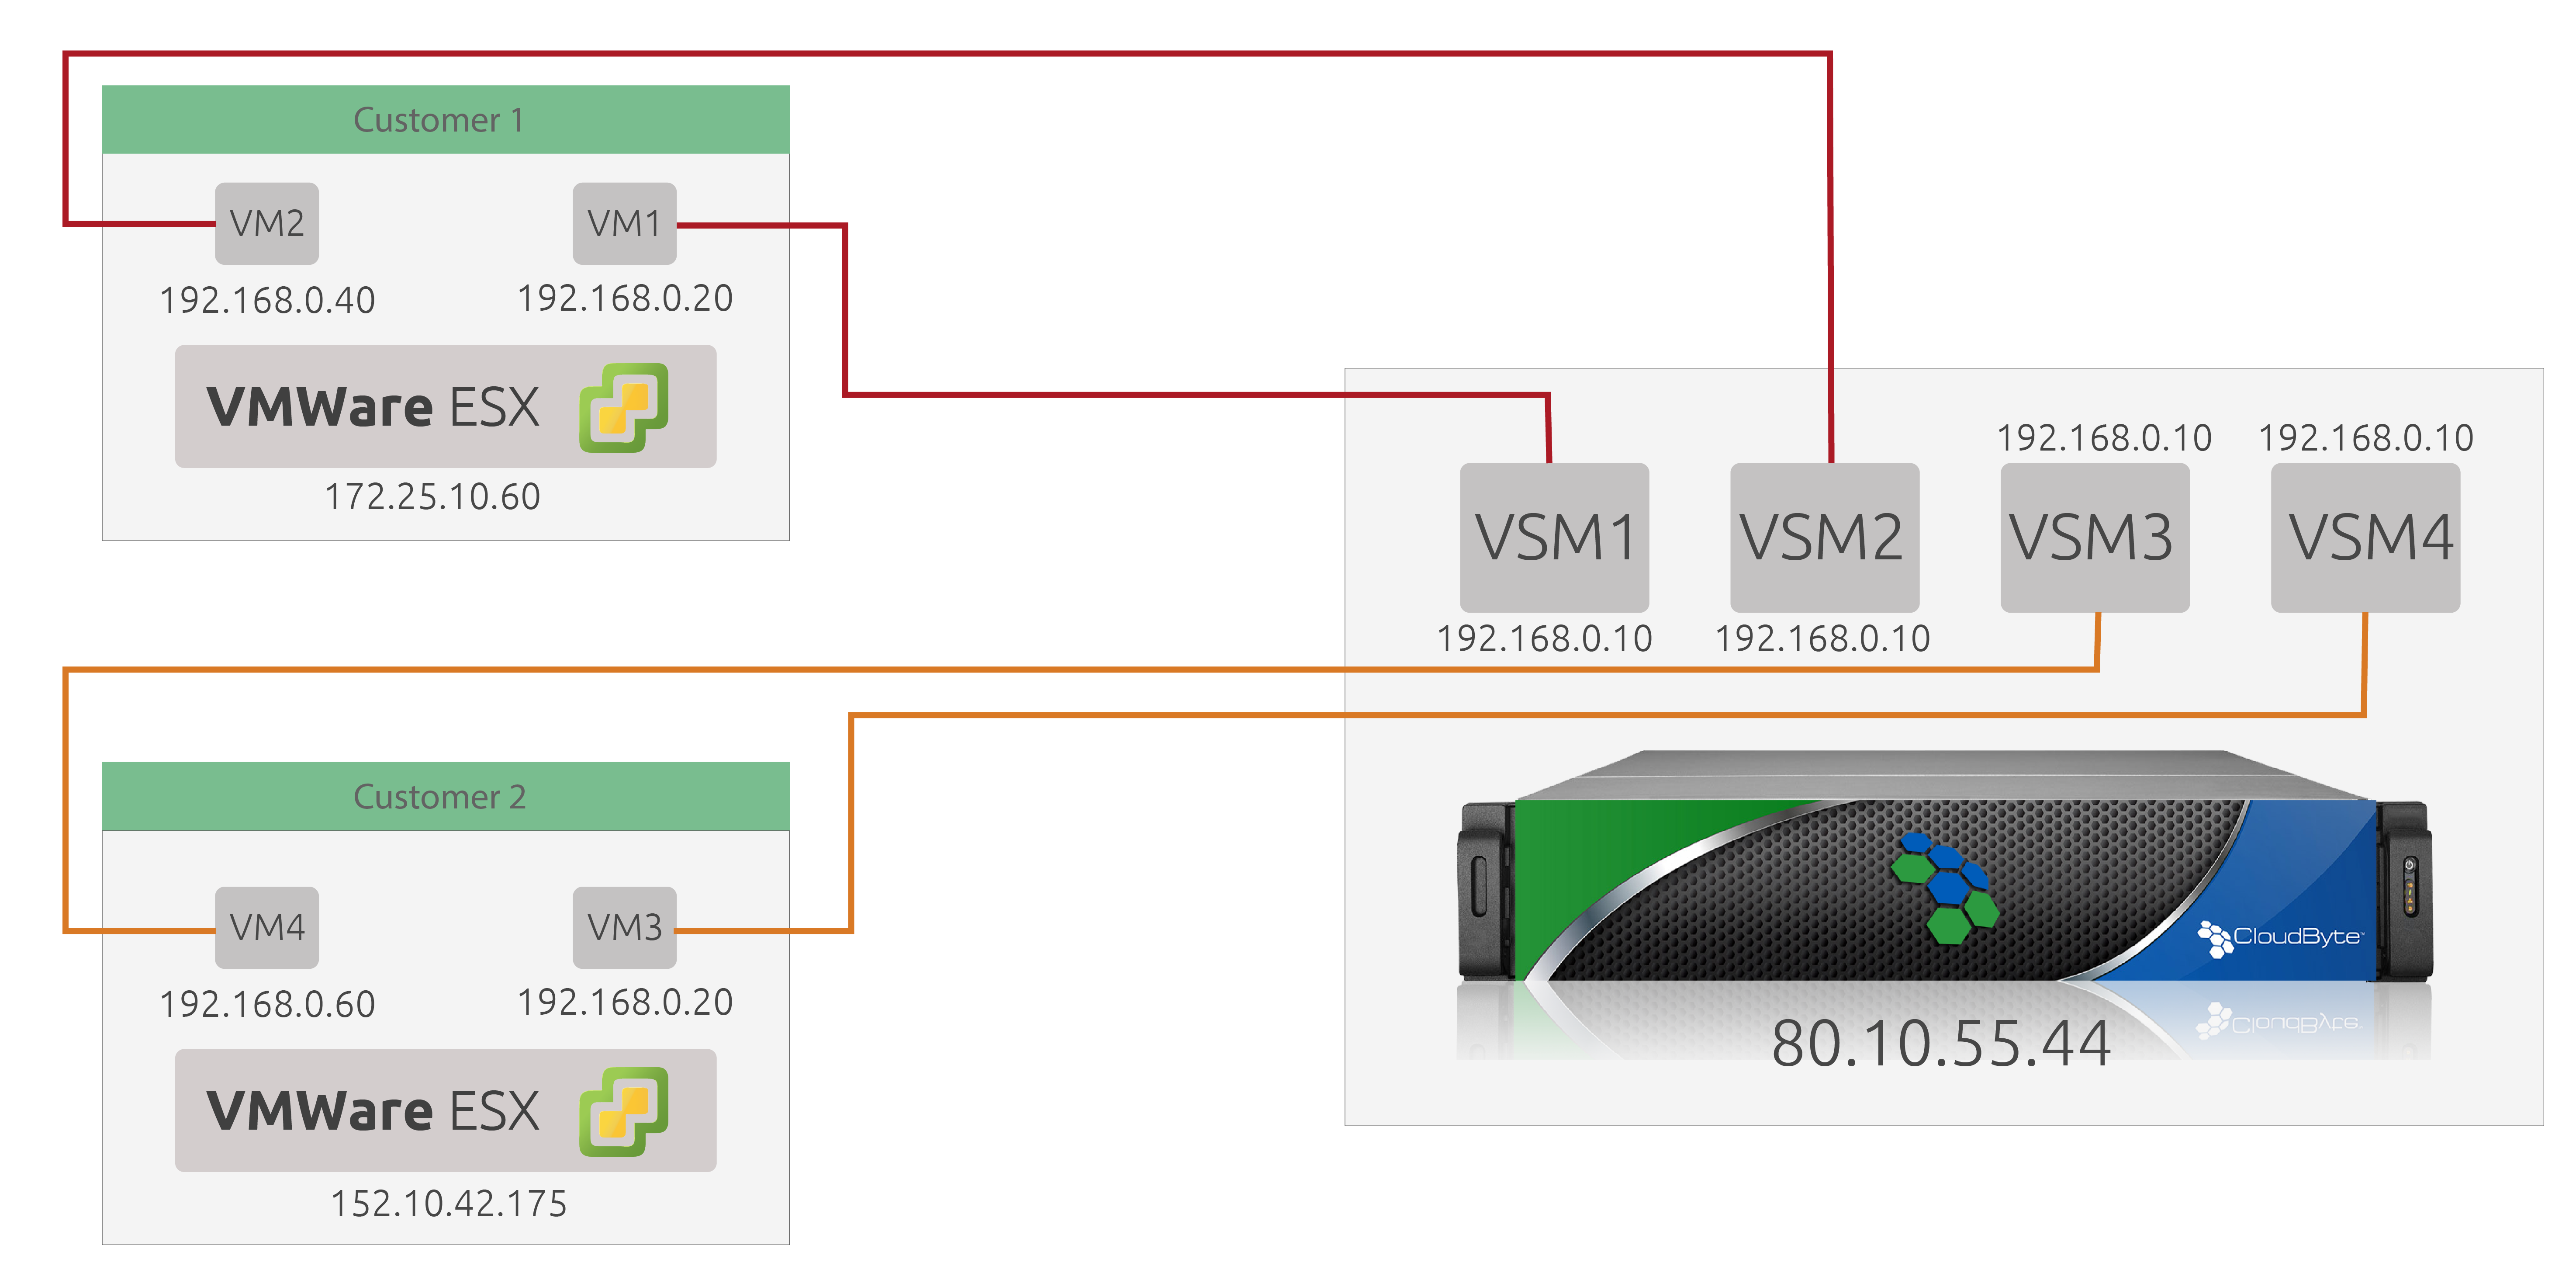 Customer 1
VM2
VM1
192.168.0.40
192.168.0.20
VMWare ESX
172.25.10.60
192.168.0.10
192.168.0.10
VSM1
VSM2
VSM3
VSM4
192.168.0.10
192.168.0.10
Customer 2
VM4
VM3
192.168.0.60
192.168.0.20
VMWare ESX
152.10.42.175
CloudByte™
80.10.55.44